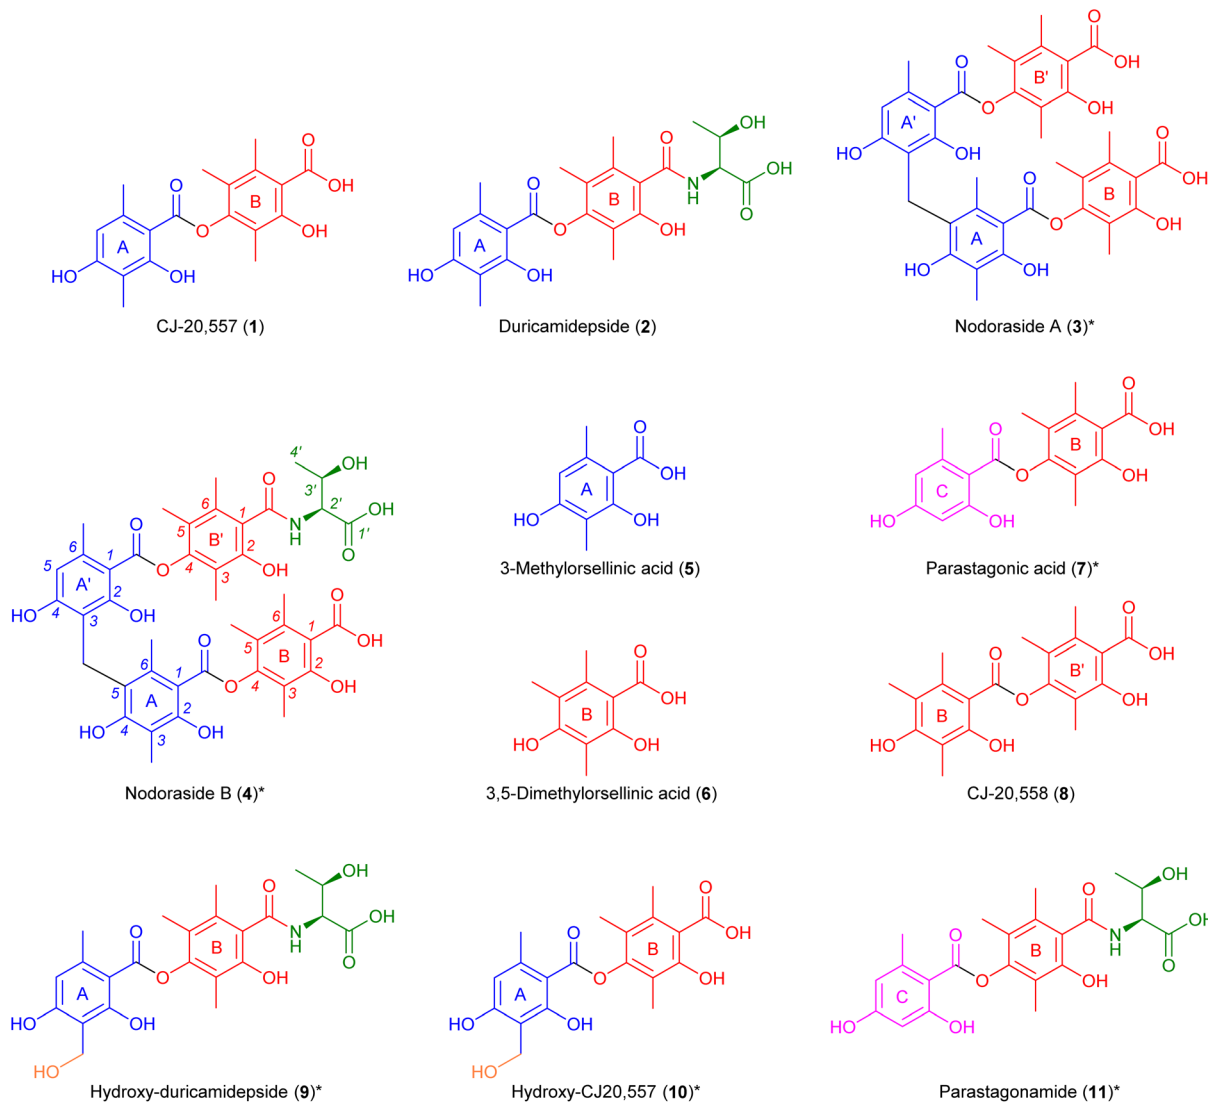 O
O
OH
B
A
O
OH
HO
OH
CJ-20,557 (1)
OH
O
O
OH
N
H
B
O
A
O
OH
HO
OH
Duricamidepside (2)
O
O
B'
OH
A'
O
OH
HO
OH
O
O
B
OH
A
O
OH
HO
OH
Nodoraside A (3)*
4'
OH
O
3'
6
1
2'
OH
5
N
H
1'
O
B'
O
O
6
1
4
3
2
OH
5
A'
O
HO
4
3
2
OH
O
6
1
OH
5
B
O
6
1
4
3
2
OH
5
A
O
HO
4
3
2
OH
Nodoraside B (4)*
O
OH
A
HO
OH
3-Methylorsellinic acid (5)
O
O
OH
B
C
O
OH
HO
OH
Parastagonic acid (7)*
O
OH
B
HO
OH
3,5-Dimethylorsellinic acid (6)
O
O
OH
B'
B
O
OH
HO
OH
CJ-20,558 (8)
OH
O
O
OH
N
H
B
O
A
O
OH
HO
OH
HO
Hydroxy-duricamidepside (9)*
O
O
OH
B
A
O
OH
HO
OH
HO
Hydroxy-CJ20,557 (10)*
OH
O
O
OH
N
H
B
O
C
O
OH
HO
OH
Parastagonamide (11)*